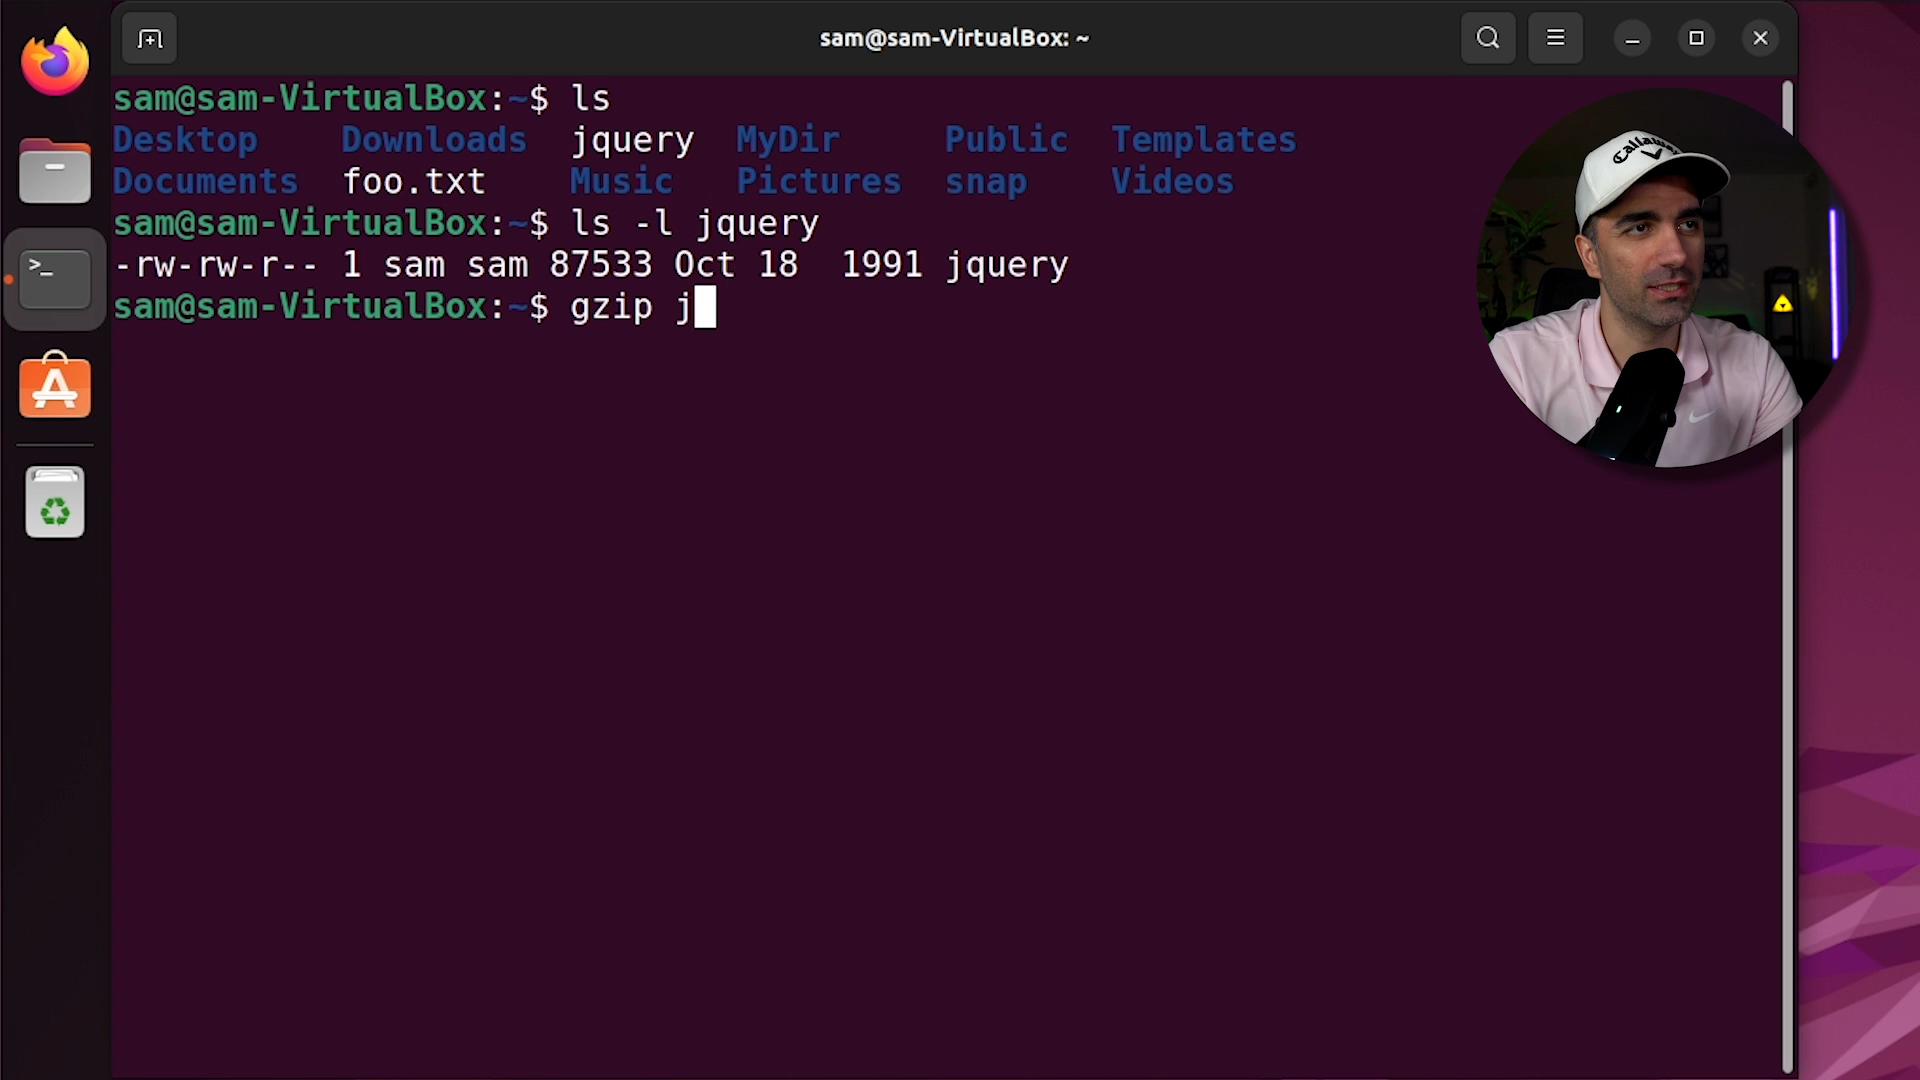 sam@sam-VirtualBox: ~
sam@sam-VirtualBox:~$ ls
Desktop Downloads jquery MyDir Public Templates
Documents foo.txt Music Pictures snap Videos
sam@sam-VirtualBox:~$ ls -l jquery
-rw-rw-r-- 1 sam sam 87533 Oct 18 1991 jquery
sam@sam-VirtualBox:~$ gzip j
Callaway